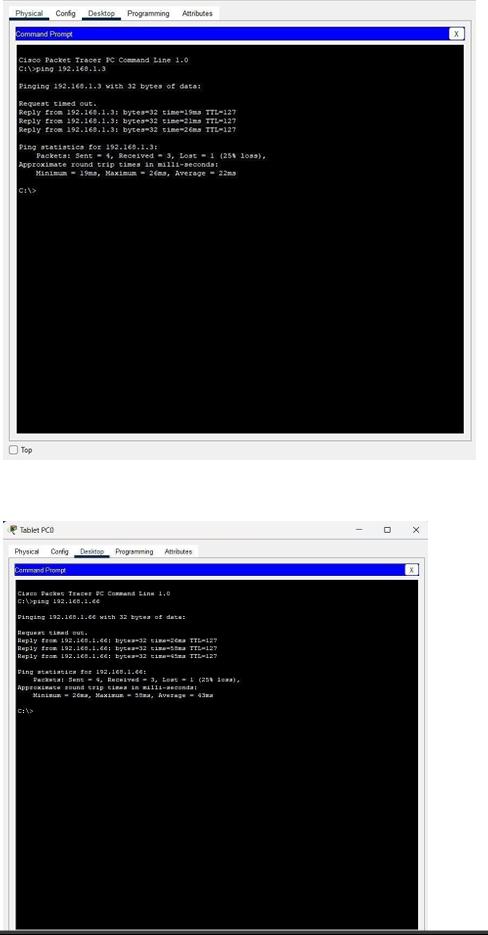 Physical Config Desktop Programming Attributes
Command Prompt X
Cisco Packet Tracer PC Command Line 1.0
C:\>ping 192.168.1.3
Pinging 192.168.1.3 with 32 bytes of data:
Request timed out.
Reply from 192.168.1.3: bytes=32 time=19ms TTL=127
Reply from 192.168.1.3: bytes=32 time=21ms TTL=127
Reply from 192.168.1.3: bytes=32 time=26ms TTL=127
Ping statistics for 192.168.1.3:
Packets: Sent = 4, Received = 3, Lost = 1 (25% loss),
Approximate round trip times in milli-seconds:
Minimum = 19ms, Maximum = 26ms, Average = 22ms
C:\>
Top
Tablet PC0
Physical Config Desktop Programming Attributes
Command Prompt X
Cisco Packet Tracer PC Command Line 1.0
C:\>ping 192.168.1.66
Pinging 192.168.1.66 with 32 bytes of data:
Request timed out.
Reply from 192.168.1.66: bytes=32 time=26ms TTL=127
Reply from 192.168.1.66: bytes=32 time=58ms TTL=127
Reply from 192.168.1.66: bytes=32 time=45ms TTL=127
Ping statistics for 192.168.1.66:
Packets: Sent = 4, Received = 3, Lost = 1 (25% loss),
Approximate round trip times in milli-seconds:
Minimum = 26ms, Maximum = 58ms, Average = 43ms
C:\>